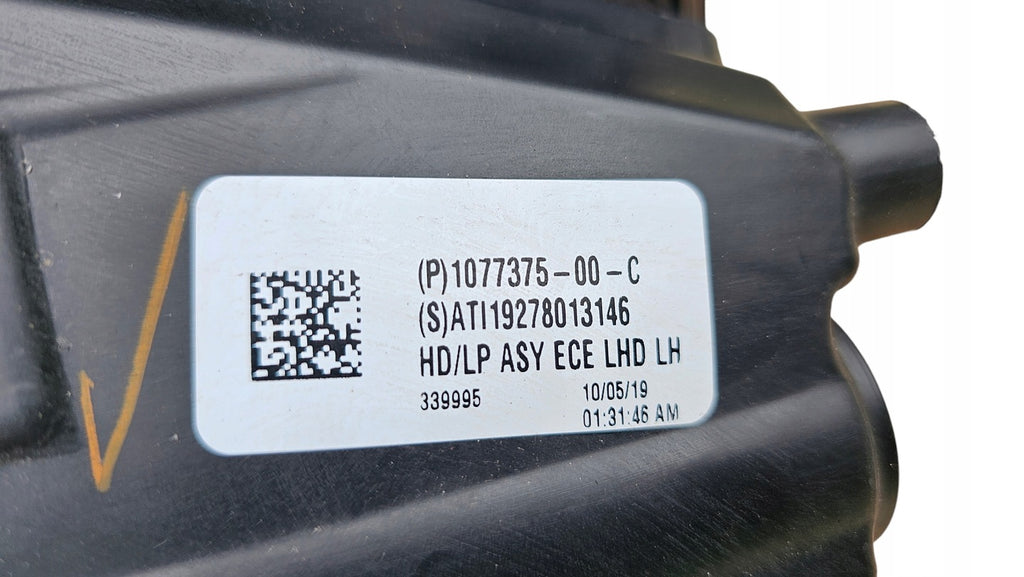 (P)1077375-00-C
(S)ATI19278013146
HD/LP ASY ECE LHD LH
339995
10/05/19
01:31:46 AM